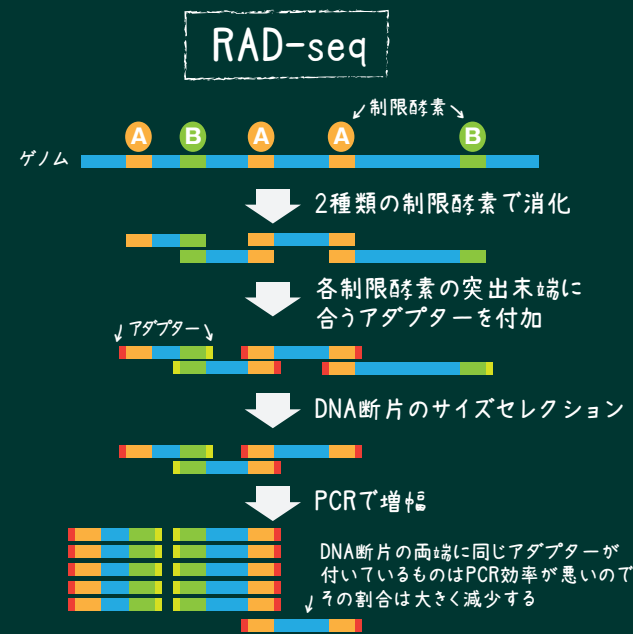 RAD-seq
制限酵素
A B A A B
ゲノム
2種類の制限酵素で消化
各制限酵素の突出末端に
合うアダプターを付加
アダプター
DNA断片のサイズセレクション
PCRで増幅
DNA断片の両端に同じアダプターが
付いているものはPCR効率が悪いので
その割合は大きく減少する